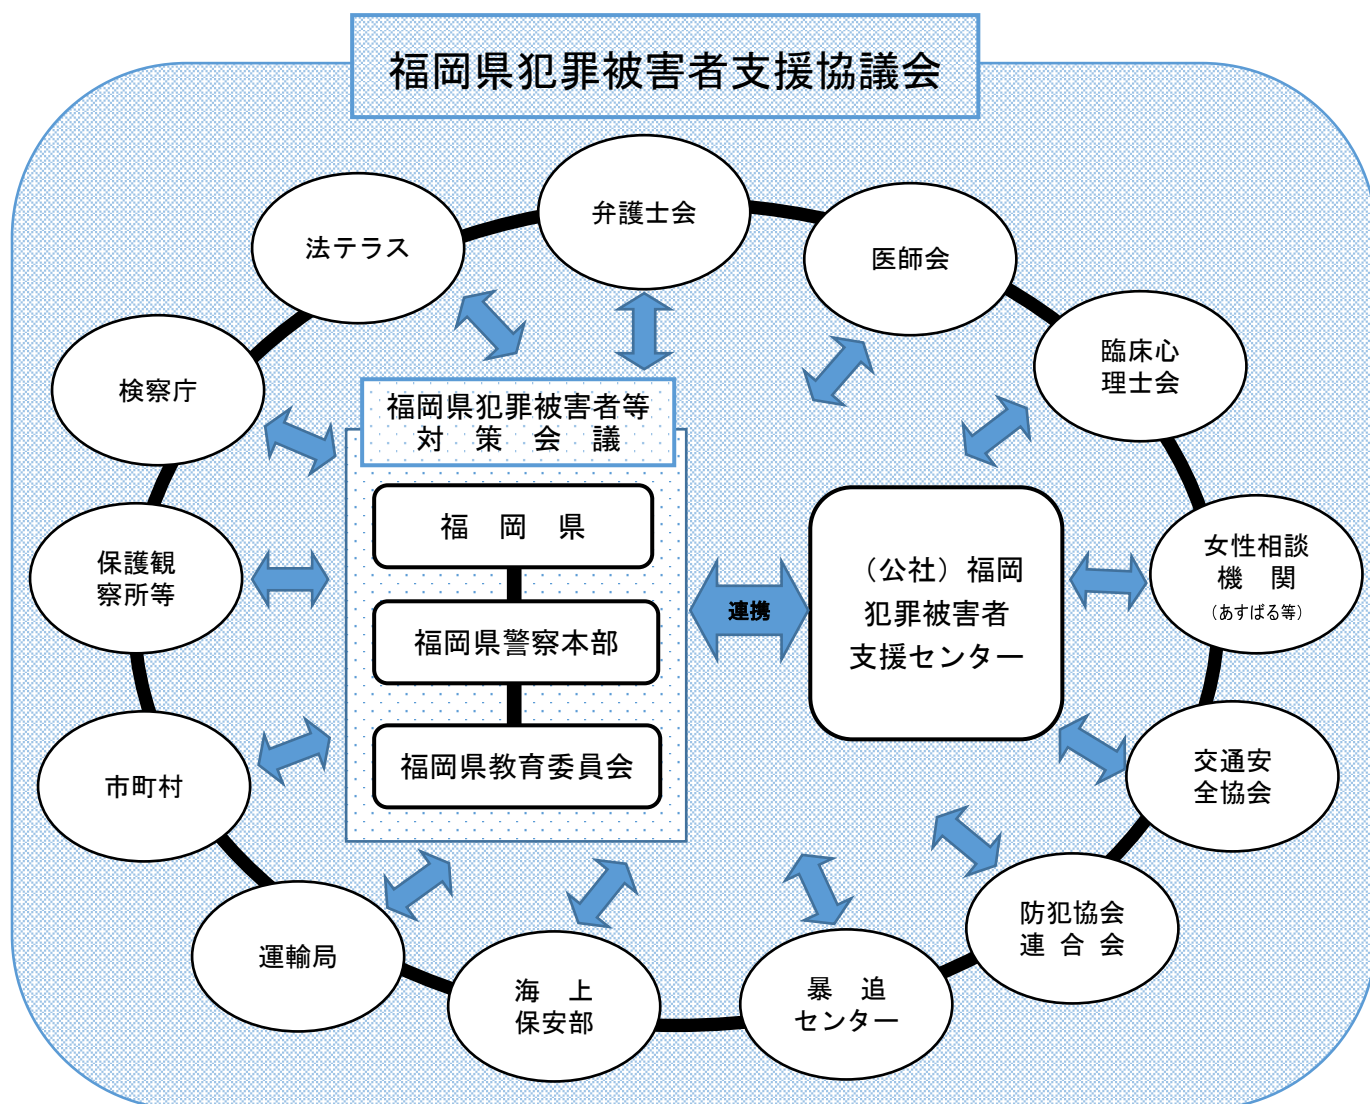 福岡県犯罪被害者支援協議会
弁護士会
法テラス
医師会
臨床心
理士会
検察庁
福岡県犯罪被害者等
対　策　会　議
福　岡　県
福岡県警察本部
福岡県教育委員会
連携
（公社）福岡
犯罪被害者
支援センター
女性相談
機　関
（あすばる等）
保護観
察所等
市町村
交通安
全協会
運輸局
海　上
保安部
暴　追
センター
防犯協会
連 合 会